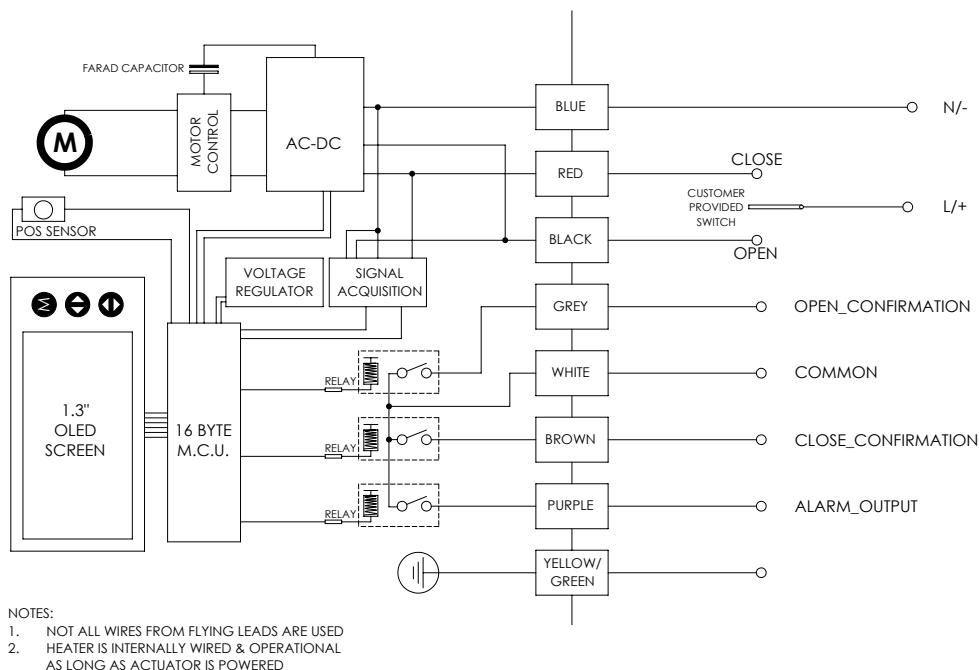 FARAD CAPACITOR
M
MOTOR
CONTROL
AC-DC
POS SENSOR
VOLTAGE
REGULATOR
SIGNAL
ACQUISITION
M
1.3"
OLED
SCREEN
16 BYTE
M.C.U.
RELAY
RELAY
RELAY
BLUE
N/-
RED
CLOSE
CUSTOMER
PROVIDED
SWITCH
L/+
BLACK
OPEN
GREY
OPEN_CONFIRMATION
WHITE
COMMON
BROWN
CLOSE_CONFIRMATION
PURPLE
ALARM_OUTPUT
YELLOW/
GREEN
NOTES:
1. NOT ALL WIRES FROM FLYING LEADS ARE USED
2. HEATER IS INTERNALLY WIRED & OPERATIONAL
AS LONG AS ACTUATOR IS POWERED